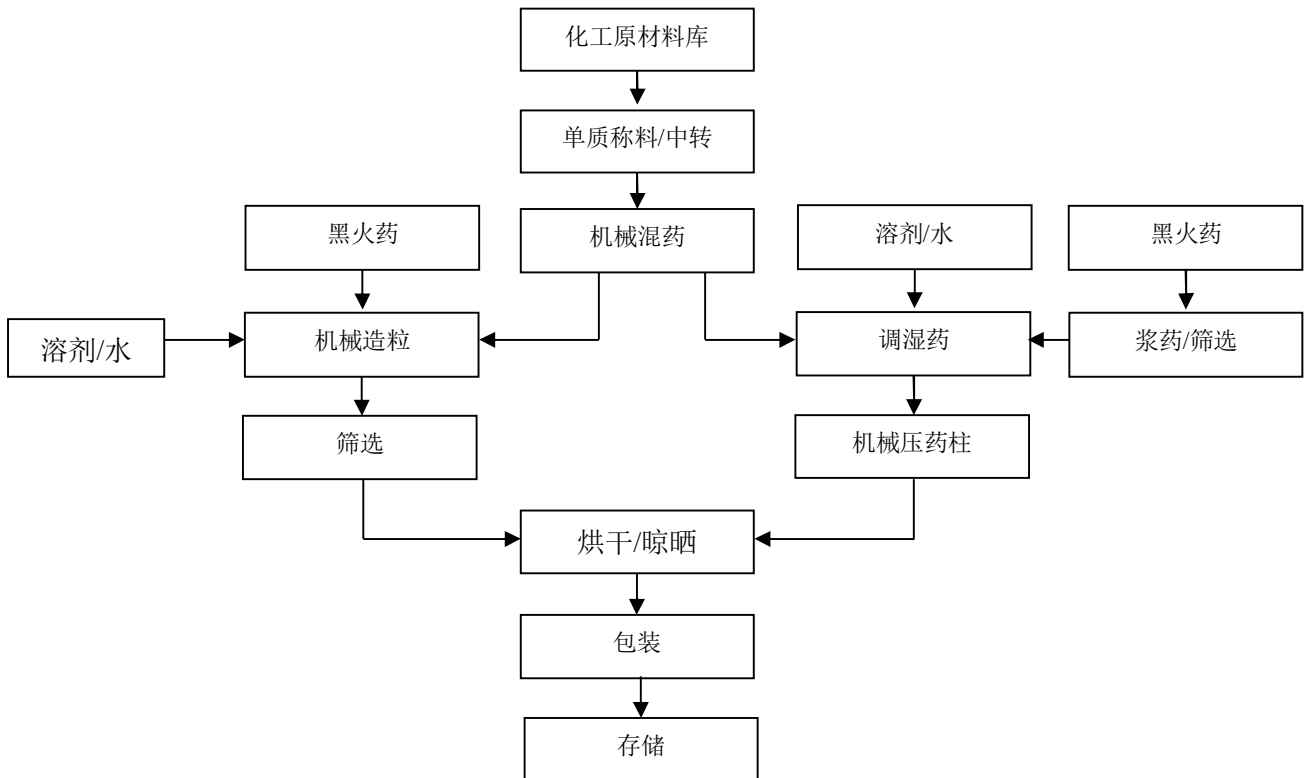 化工原材料库
单质称料/中转
黑火药
机械混药
溶剂/水
黑火药
溶剂/水
机械造粒
调湿药
浆药/筛选
筛选
机械压药柱
烘干/晾晒
包装
存储